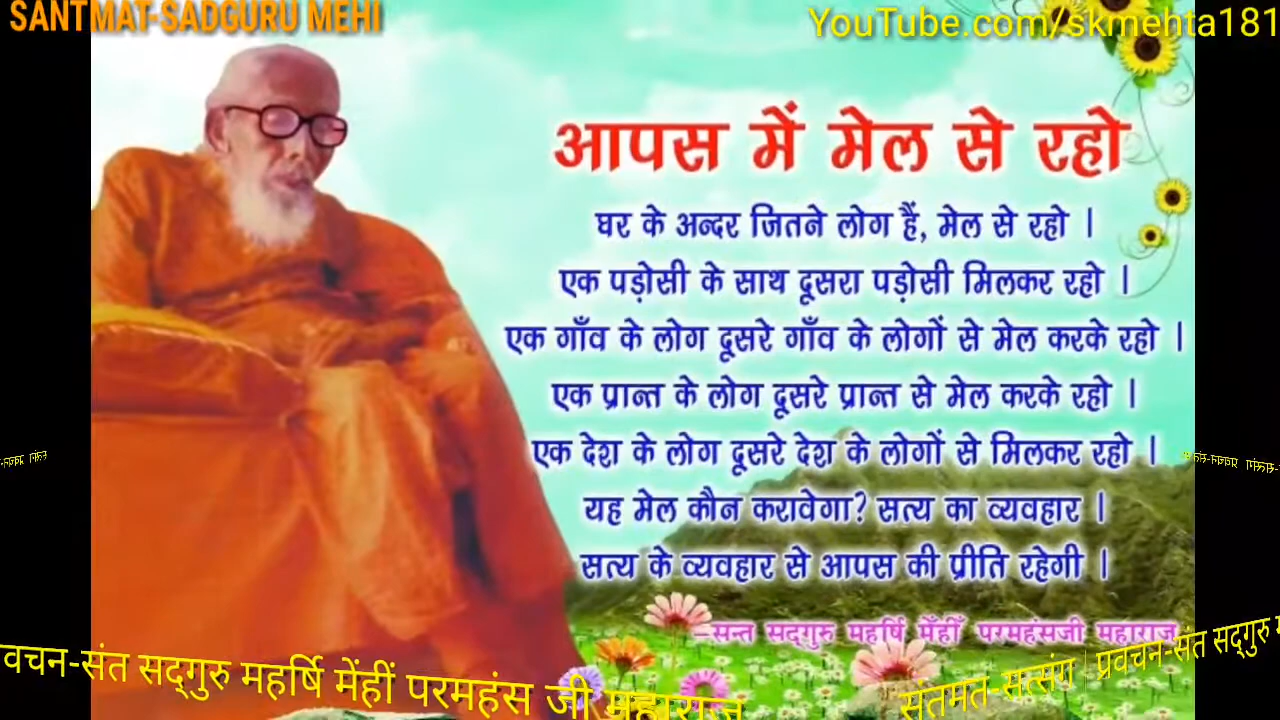 SANTMAT-SADGURU MEHI
YouTube.com/skmehta181
आपस में मेल से रहो
घर के अन्दर जितने लोग हैं, मेल से रहो ।
एक पड़ोसी के साथ दूसरा पड़ोसी मिलकर रहो ।
एक गाँव के लोग दूसरे गाँव के लोगों से मेल करके रहो ।
एक प्रान्त के लोग दूसरे प्रान्त से मेल करके रहो ।
एक देश के लोग दूसरे देश के लोगों से मिलकर रहो ।
यह मेल कौन करावेगा? सत्य का व्यवहार ।
सत्य के व्यवहार से आपस की प्रीति रहेगी ।
–सन्त सद्गुरु महर्षि मेँहीँ परमहंसजी महाराज
वचन-संत सद्गुरु महर्षि मेंहीं परमहंस जी महाराज
संतमत-सत्संग | प्रवचन-संत सद्गुरु